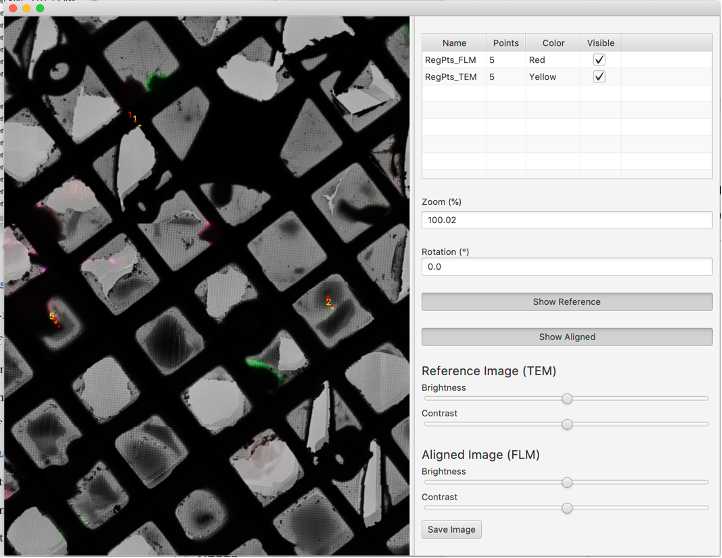 Name Points Color Visible
RegPts_FLM 5 Red
RegPts_TEM 5 Yellow
1 1
2
5
Zoom (%)
100.02
Rotation (°)
0.0
Show Reference
Show Aligned
Reference Image (TEM)
Brightness
Contrast
Aligned Image (FLM)
Brightness
Contrast
Save Image